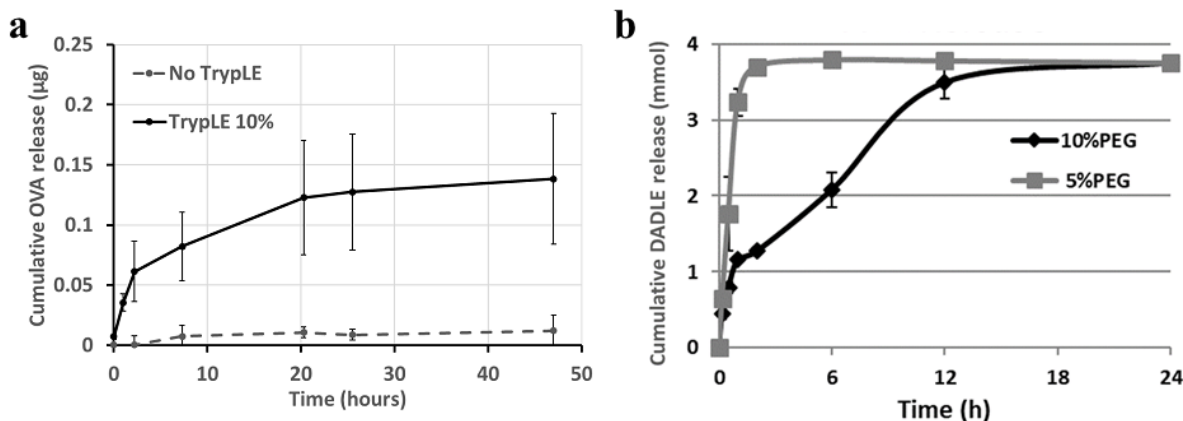 a
Cumulative OVA release (µg)
0.25
0.2
0.15
0.1
0.05
0
No TrypLE
TrypLE 10%
0 10 20 30 40 50
Time (hours)
b
Cumulative DADLE release (mmol)
4
3
2
1
0
10%PEG
5%PEG
0 6 12 18 24
Time (h)